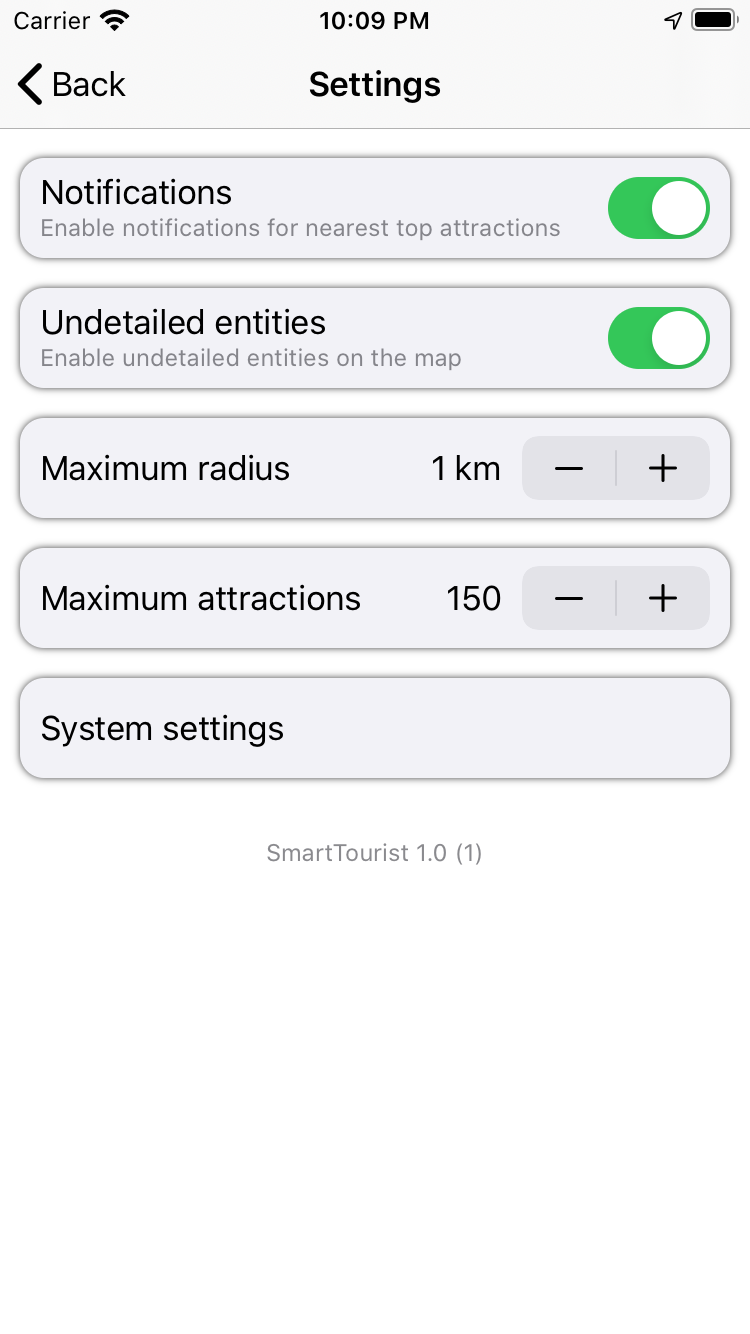 Carrier 10:09 PM
Back Settings
Notifications
Enable notifications for nearest top attractions
Undetailed entities
Enable undetailed entities on the map
Maximum radius 1 km − +
Maximum attractions 150 − +
System settings
SmartTourist 1.0 (1)